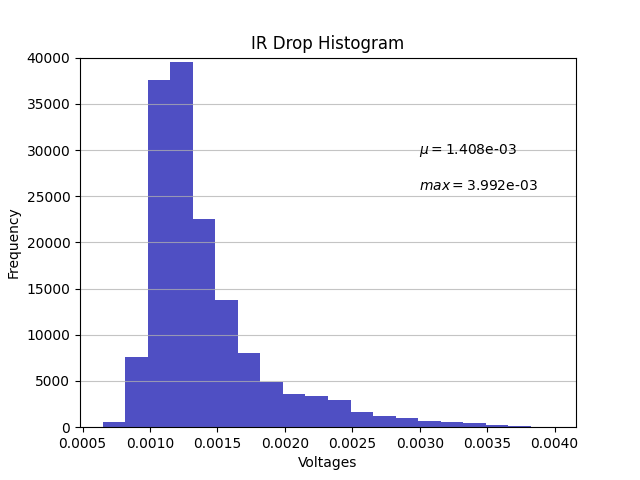 IR Drop Histogram
40000
35000
30000
25000
20000
15000
10000
5000
0
Frequency
μ = 1.408e-03
max = 3.992e-03
0.0005 0.0010 0.0015 0.0020 0.0025 0.0030 0.0035 0.0040
Voltages